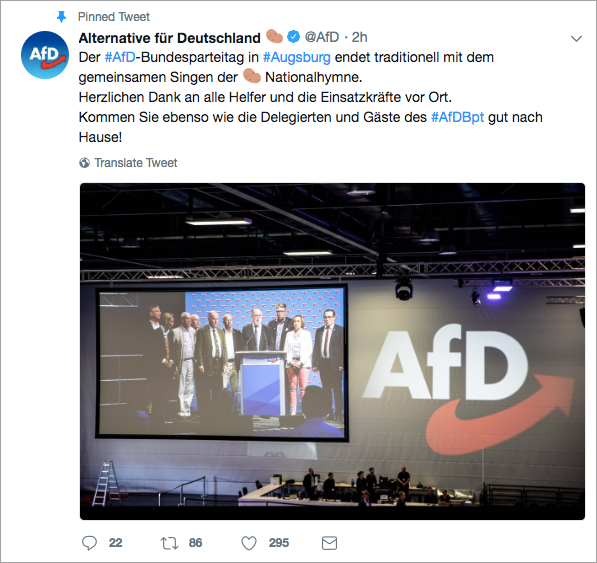 Pinned Tweet
Alternative für Deutschland 🥔 @AfD · 2h
AfD
Der #AfD-Bundesparteitag in #Augsburg endet traditionell mit dem
gemeinsamen Singen der 🥔 Nationalhymne.
Herzlichen Dank an alle Helfer und die Einsatzkräfte vor Ort.
Kommen Sie ebenso wie die Delegierten und Gäste des #AfDBpt gut nach
Hause!
Translate Tweet
AfD
22 86 295